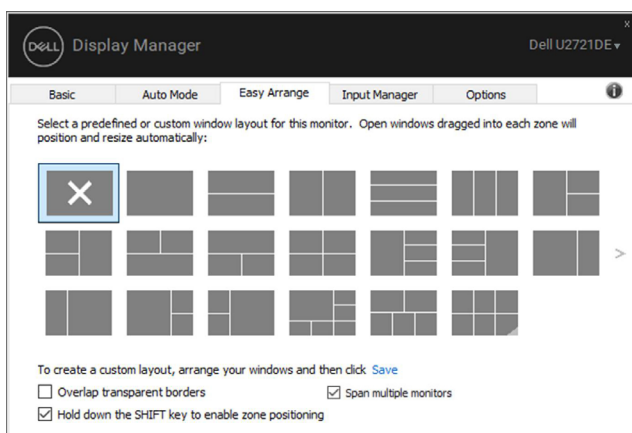 x
DELL Display Manager
Dell U2721DE
Basic Auto Mode Easy Arrange Input Manager Options
Select a predefined or custom window layout for this monitor. Open windows dragged into each zone will
position and resize automatically:
>
To create a custom layout, arrange your windows and then click Save
Overlap transparent borders
Span multiple monitors
Hold down the SHIFT key to enable zone positioning